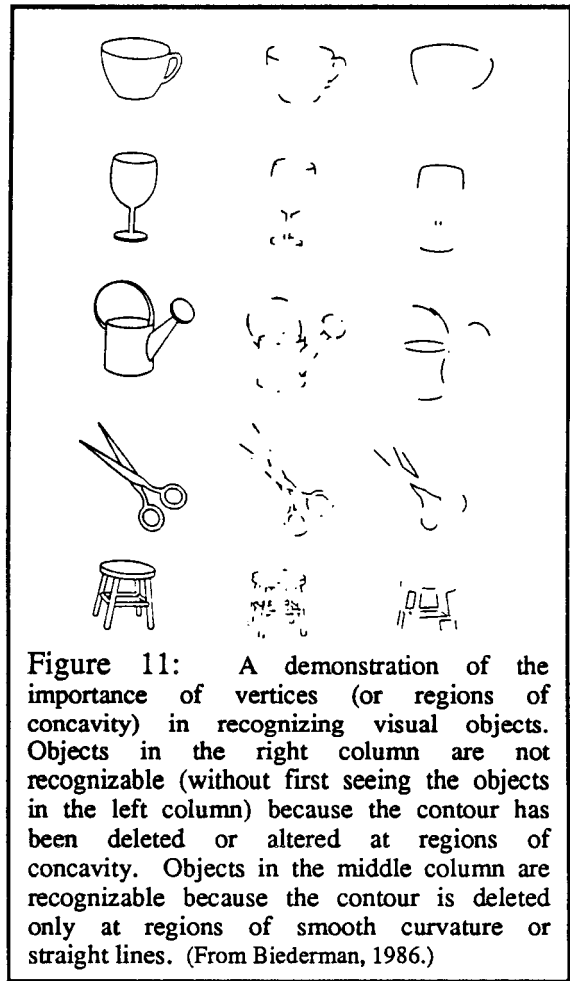 Figure 11: A demonstration of the
importance of vertices (or regions of
concavity) in recognizing visual objects.
Objects in the right column are not
recognizable (without first seeing the objects
in the left column) because the contour has
been deleted or altered at regions of
concavity. Objects in the middle column are
recognizable because the contour is deleted
only at regions of smooth curvature or
straight lines. (From Biederman, 1986.)